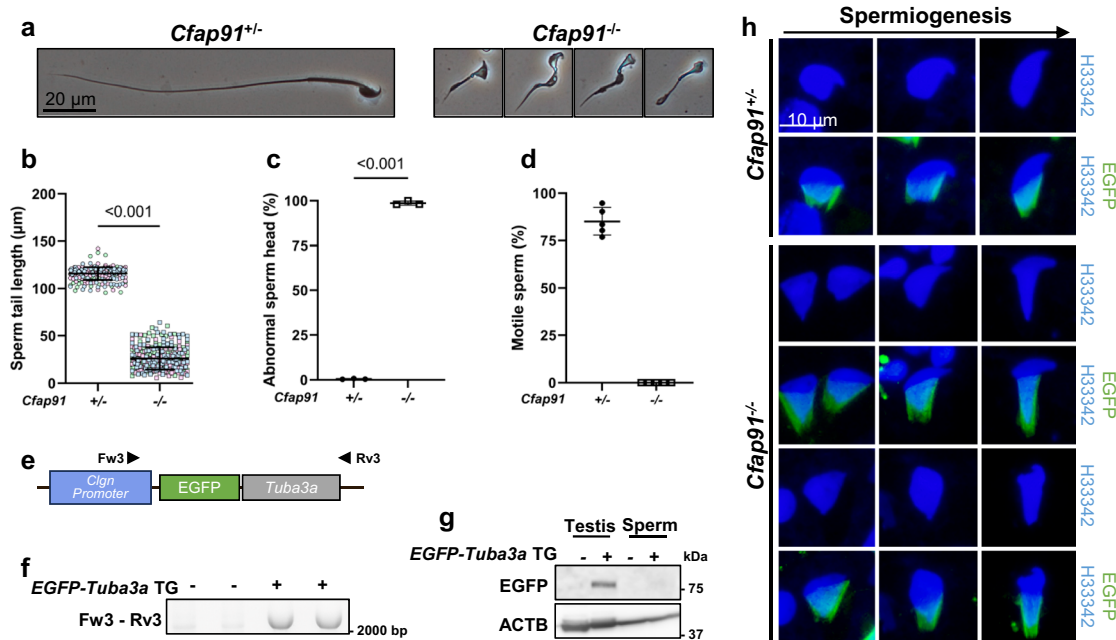 a
Cfap91+/-
Cfap91-/-
20 µm
b
Sperm tail length (µm)
200
150
100
50
0
<0.001
Cfap91
+/-
-/-
c
Abnormal sperm head (%)
100
75
50
25
0
<0.001
Cfap91
+/-
-/-
d
Motile sperm (%)
100
50
0
Cfap91
+/-
-/-
e
Fw3
Rv3
Clgn
Promoter
EGFP
Tuba3a
f
EGFP-Tuba3a TG - - + +
Fw3 - Rv3
2000 bp
g
Testis Sperm
EGFP-Tuba3a TG - + - + kDa
EGFP
75
ACTB
37
h
Spermiogenesis
Cfap91+/-
10 µm
H33342
EGFP
H33342
Cfap91-/-
H33342
EGFP
H33342
H33342
EGFP
H33342